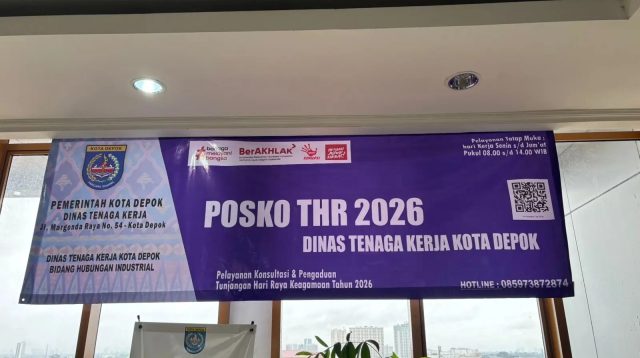 KOTA DEPOK
PEMERINTAH KOTA DEPOK
DINAS TENAGA KERJA
Jl. Margonda Raya No. 54 - Kota Depok
DINAS TENAGA KERJA KOTA DEPOK
BIDANG HUBUNGAN INDUSTRIAL
bangga
melayani
bangsa
BerAKHLAK
Pelayanan Tatap Muka :
hari Kerja Senin s/d Jum'at
Pukul 08.00 s/d 14.00 WIB
POSKO THR 2026
DINAS TENAGA KERJA KOTA DEPOK
Pelayanan Konsultasi & Pengaduan
Tunjangan Hari Raya Keagamaan Tahun 2026
HOTLINE : 085973872874